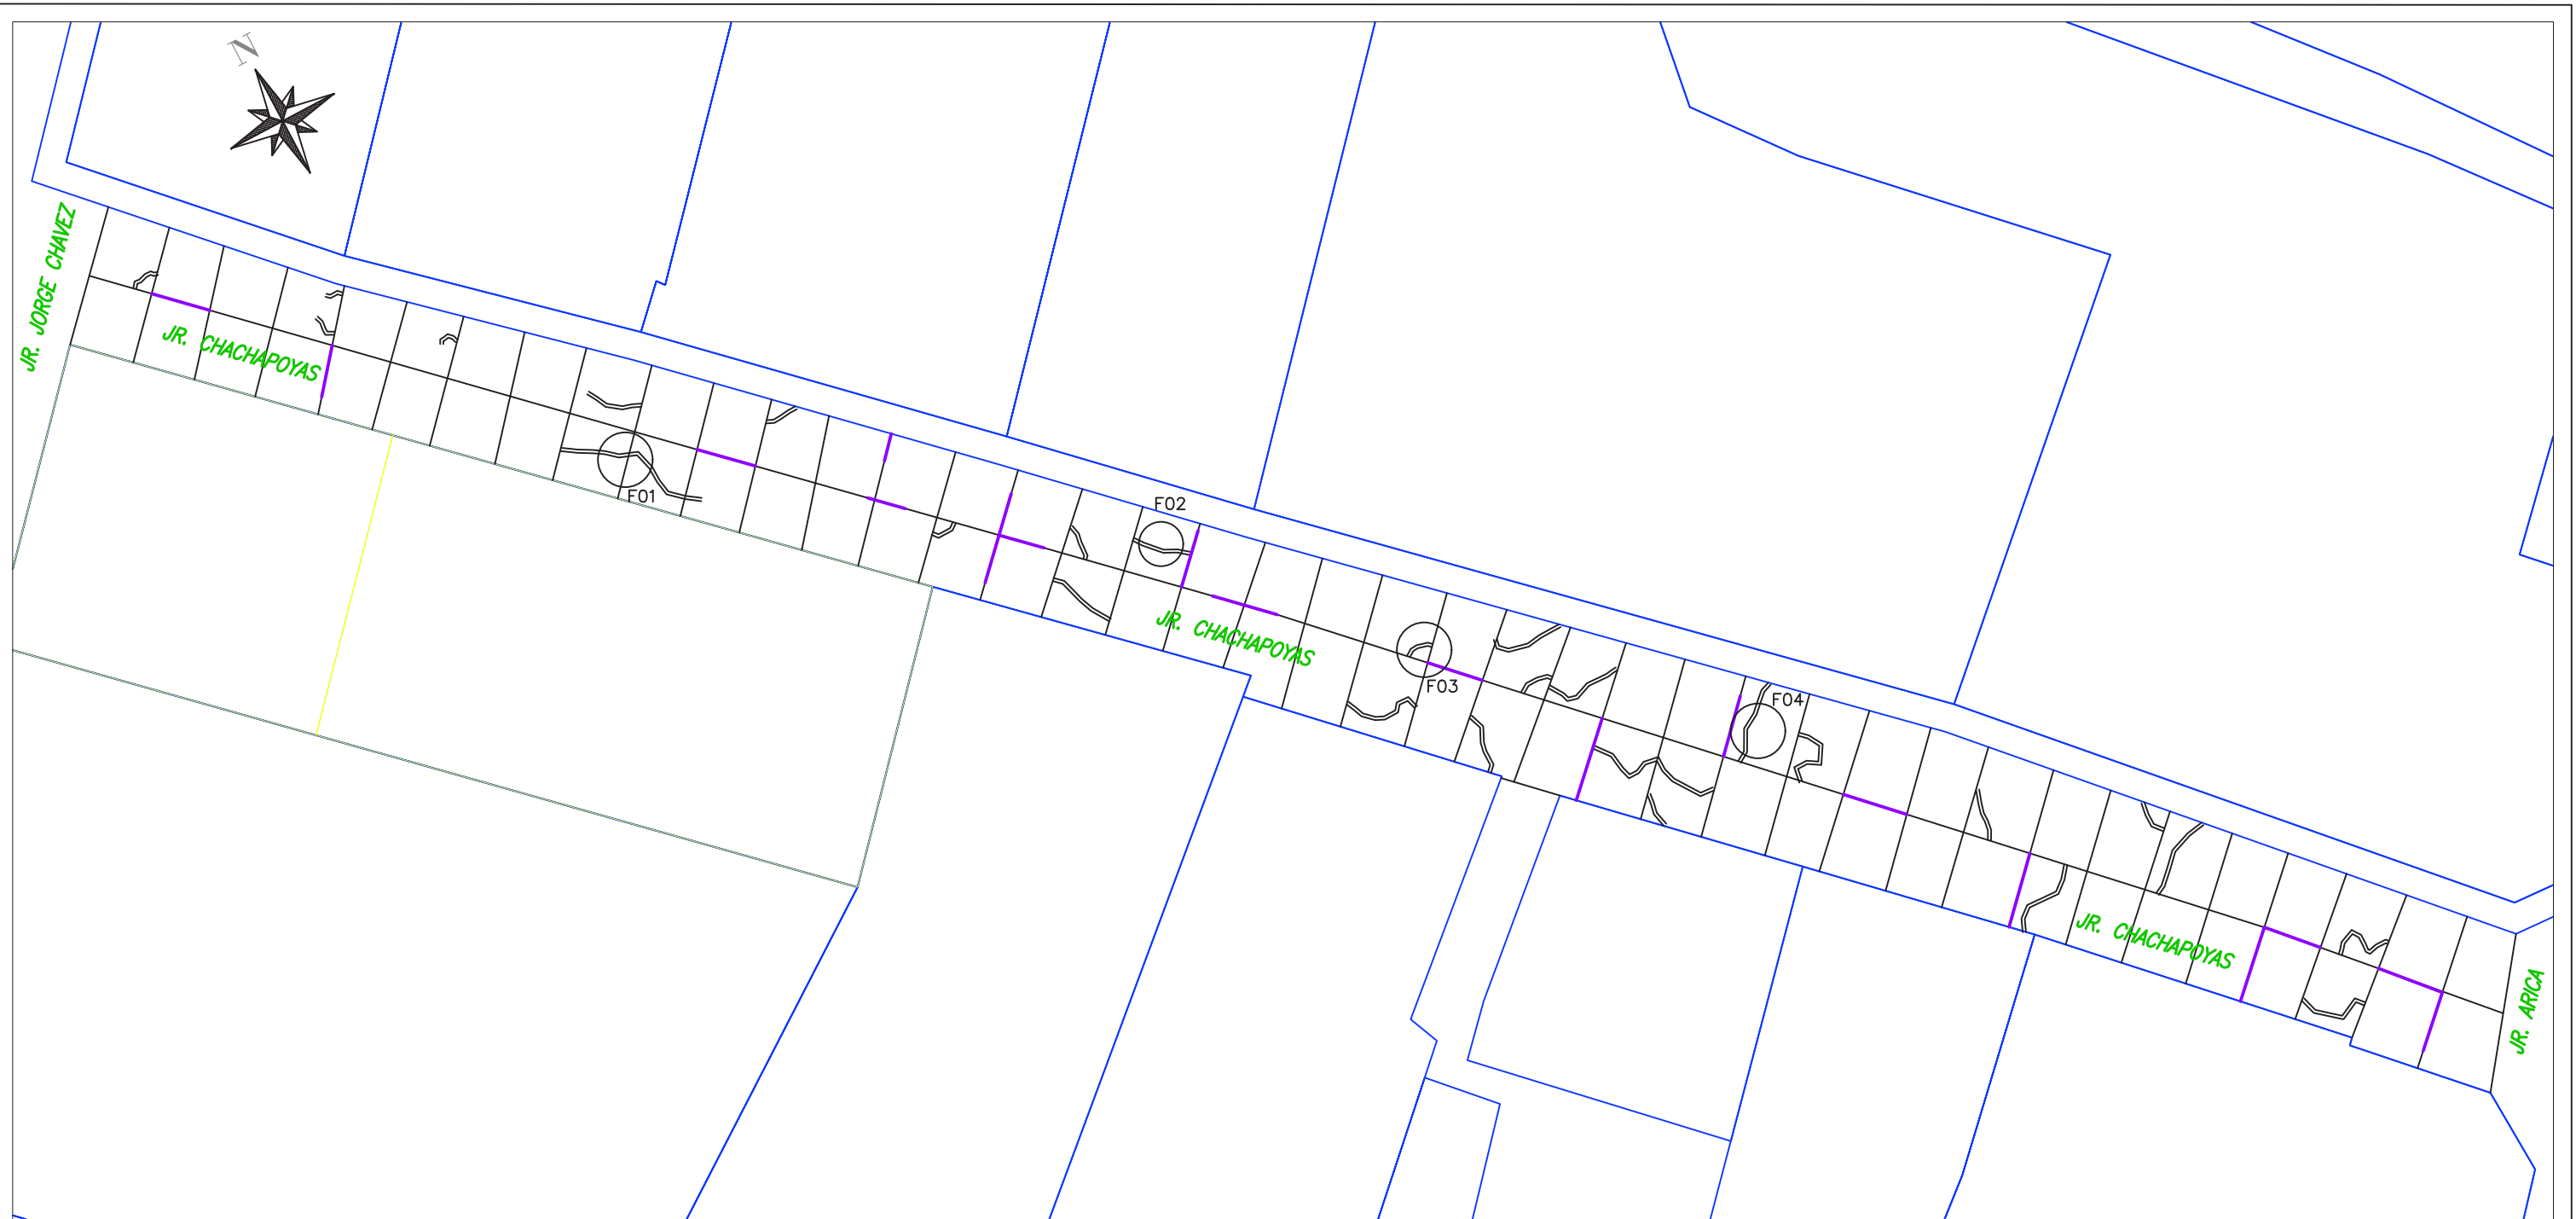 N
JR. JORGE CHAVEZ
JR. CHACHAPOYAS
F01
F02
JR. CHACHAPOYAS
F03
F04
JR. CHACHAPOYAS
JR. ARICA